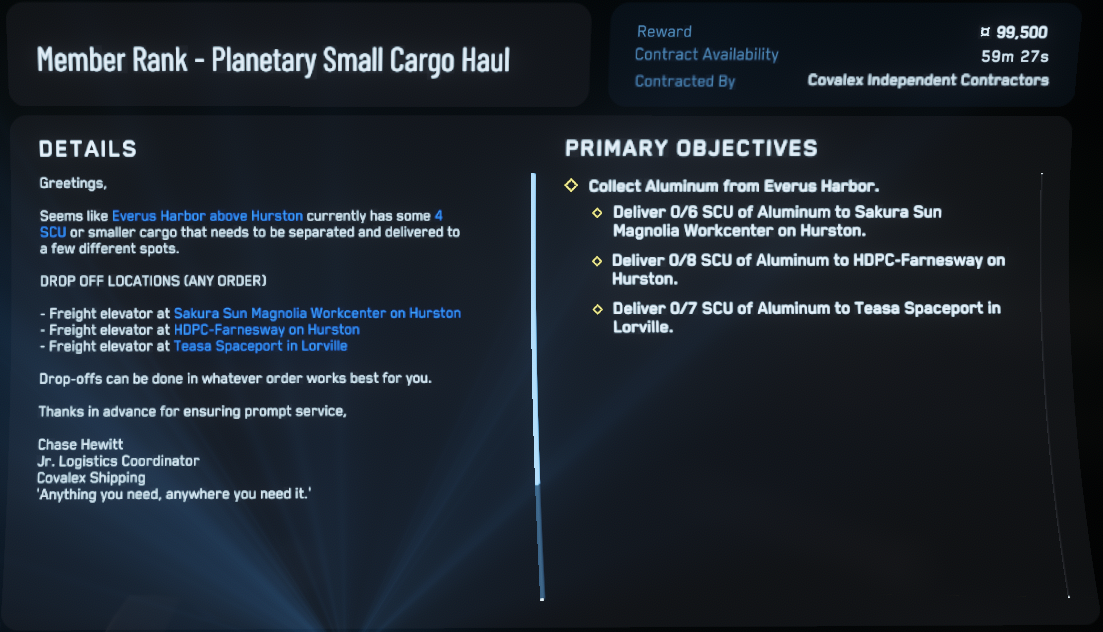 Member Rank - Planetary Small Cargo Haul
Reward ¤ 99,500
Contract Availability 59m 27s
Contracted By Covalex Independent Contractors
DETAILS
Greetings,
Seems like Everus Harbor above Hurston currently has some 4
SCU or smaller cargo that needs to be separated and delivered to
a few different spots.
DROP OFF LOCATIONS (ANY ORDER)
- Freight elevator at Sakura Sun Magnolia Workcenter on Hurston
- Freight elevator at HDPC-Farnesway on Hurston
- Freight elevator at Teasa Spaceport in Lorville
Drop-offs can be done in whatever order works best for you.
Thanks in advance for ensuring prompt service,
Chase Hewitt
Jr. Logistics Coordinator
Covalex Shipping
'Anything you need, anywhere you need it.'
PRIMARY OBJECTIVES
Collect Aluminum from Everus Harbor.
Deliver 0/6 SCU of Aluminum to Sakura Sun
Magnolia Workcenter on Hurston.
Deliver 0/8 SCU of Aluminum to HDPC-Farnesway on
Hurston.
Deliver 0/7 SCU of Aluminum to Teasa Spaceport in
Lorville.